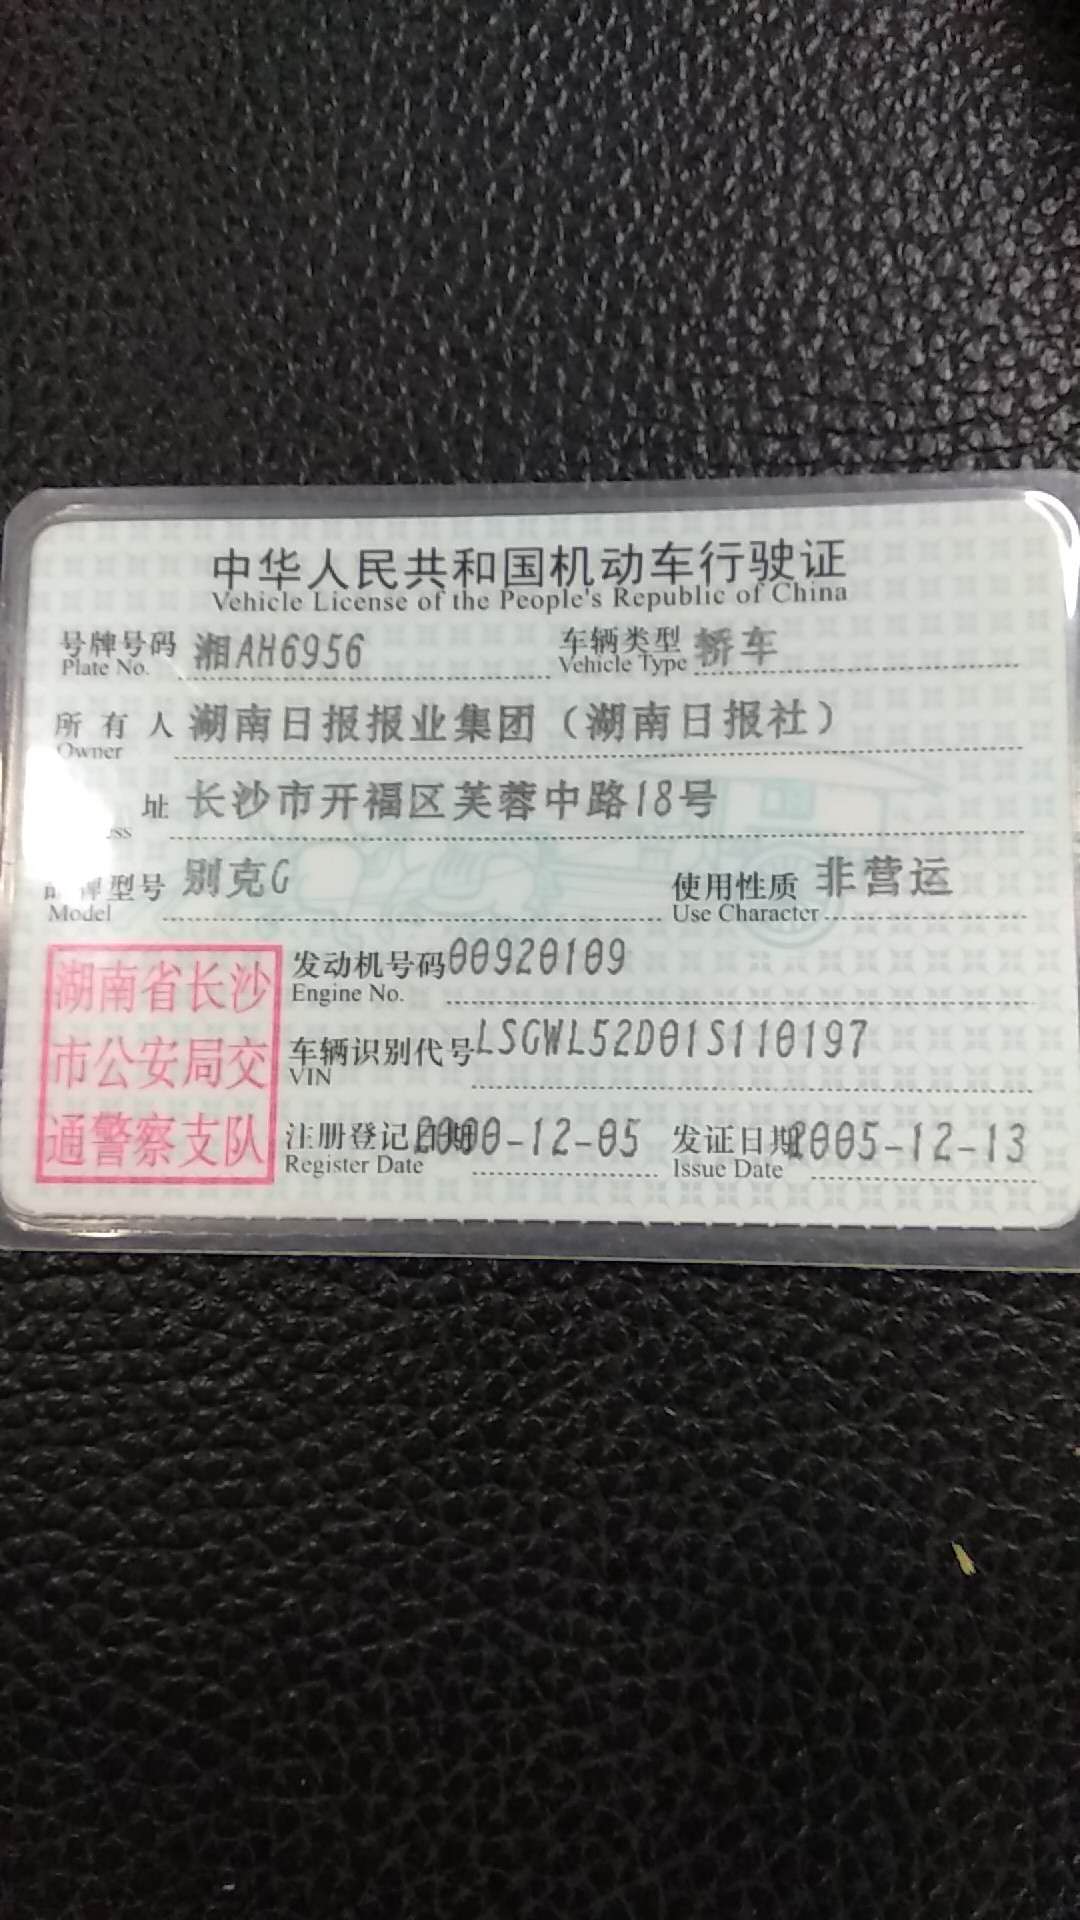 中华人民共和国机动车行驶证
Vehicle License of the People's Republic of China
号牌号码 湘AH6956 车辆类型 轿车
Plate No. Vehicle Type
所有人 湖南日报报业集团（湖南日报社）
Owner
址 长沙市开福区芙蓉中路18号
ss
牌型号 别克G 使用性质 非营运
Model Use Character
发动机号码 00920109
Engine No.
车辆识别代号 LSGWL52D01S110197
VIN
注册登记日期 2000-12-05 发证日期 2005-12-13
Register Date Issue Date
湖南省长沙
市公安局交
通警察支队